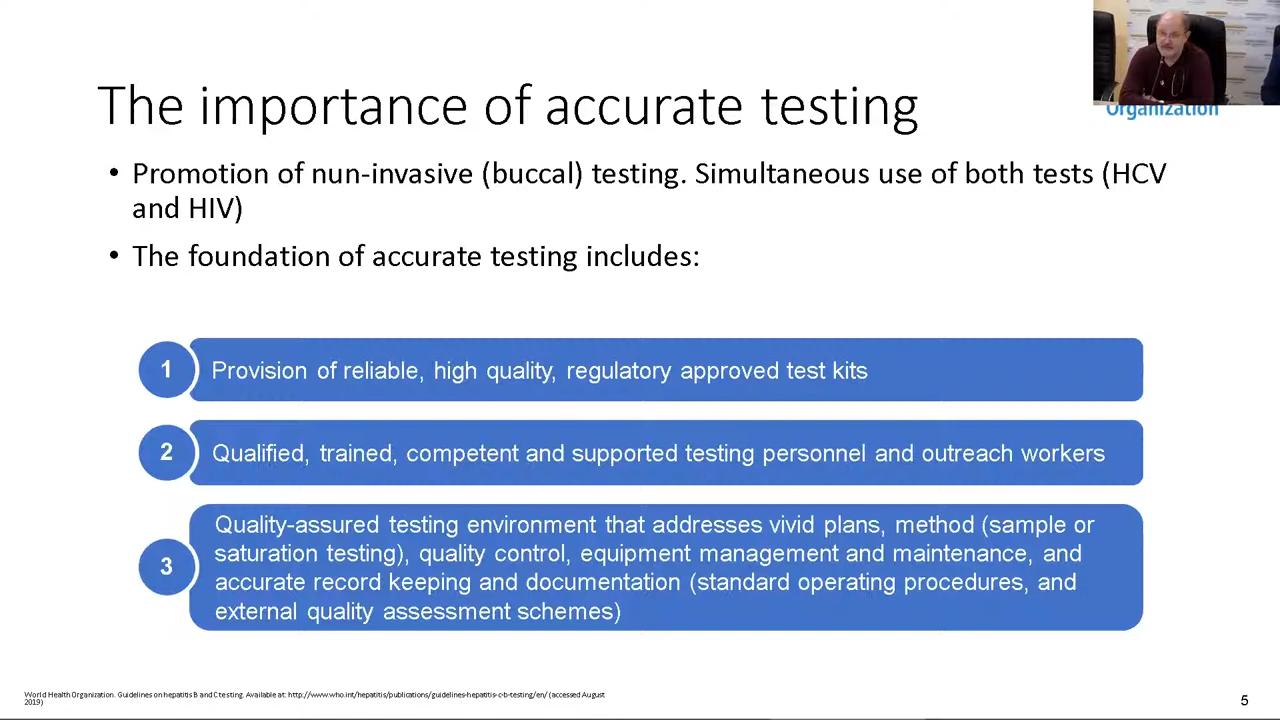 The importance of accurate testing
Organization
• Promotion of nun-invasive (buccal) testing. Simultaneous use of both tests (HCV
and HIV)
• The foundation of accurate testing includes:
1
Provision of reliable, high quality, regulatory approved test kits
2
Qualified, trained, competent and supported testing personnel and outreach workers
3
Quality-assured testing environment that addresses vivid plans, method (sample or
saturation testing), quality control, equipment management and maintenance, and
accurate record keeping and documentation (standard operating procedures, and
external quality assessment schemes)
World Health Organization. Guidelines on hepatitis B and C testing. Available at: http://www.who.int/hepatitis/publications/guidelines-hepatitis-c-b-testing/en/ (accessed August
2019)
5